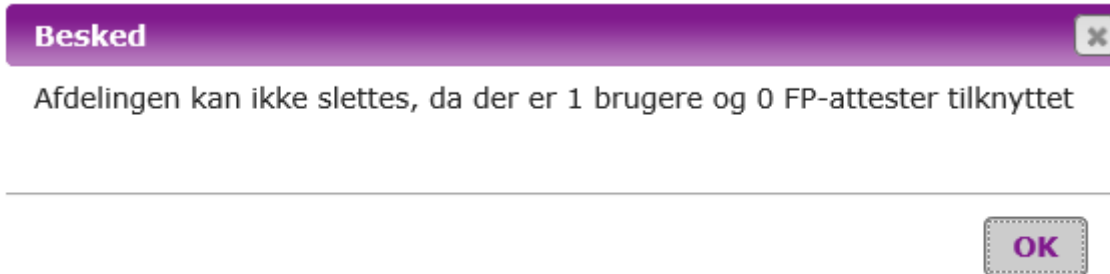 Besked
Afdelingen kan ikke slettes, da der er 1 brugere og 0 FP-attester tilknyttet
OK